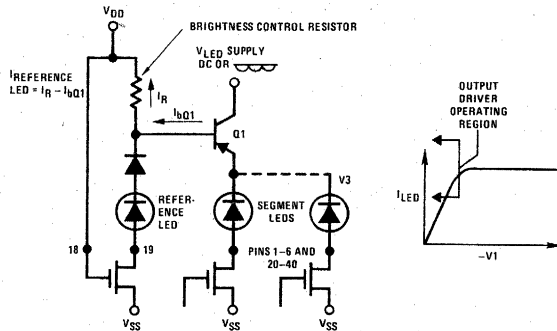 VDD
BRIGHTNESS CONTROL RESISTOR
VLED SUPPLY
DC OR
IREFERENCE
LED = IR – IbQ1
IR
IbQ1
Q1
OUTPUT
DRIVER
OPERATING
REGION
V3
REFER-
ENCE
LED
SEGMENT
LEDS
ILED
–V1
18
19
PINS 1–6 AND
20–40
VSS
VSS
VSS